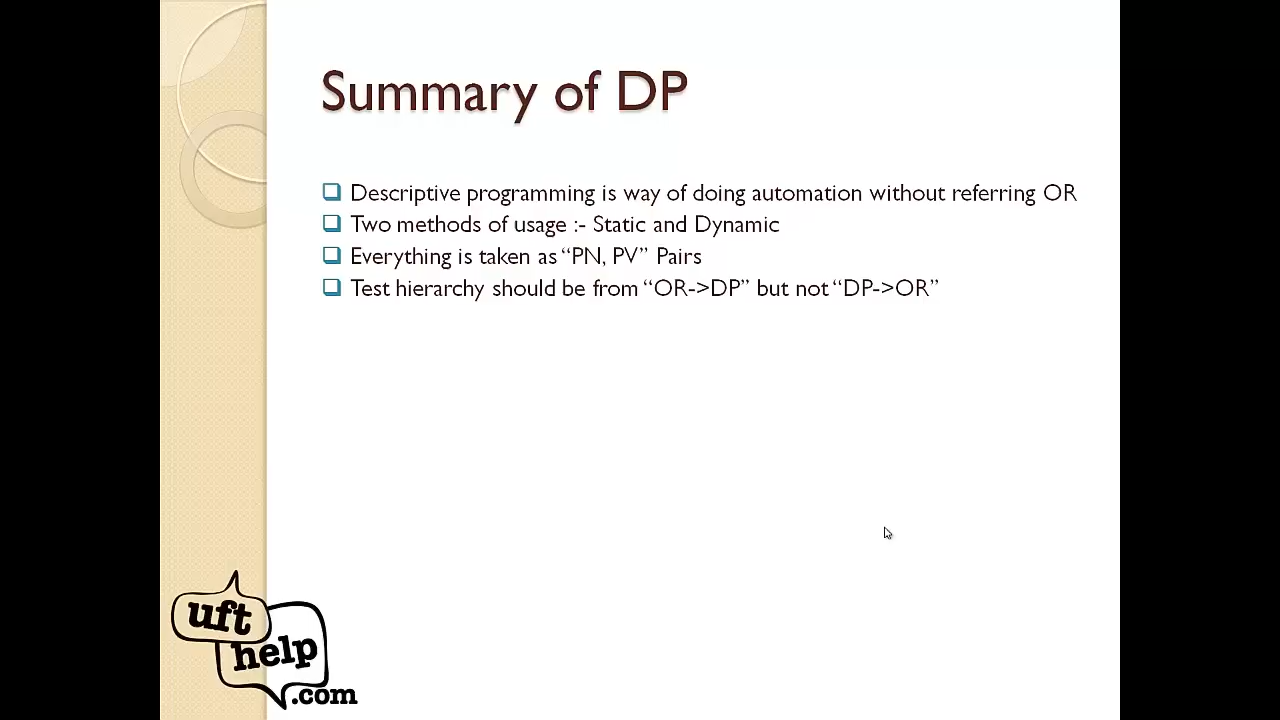 Summary of DP
Descriptive programming is way of doing automation without referring OR
Two methods of usage :- Static and Dynamic
Everything is taken as “PN, PV” Pairs
Test hierarchy should be from “OR->DP” but not “DP->OR”
uft
help
.com